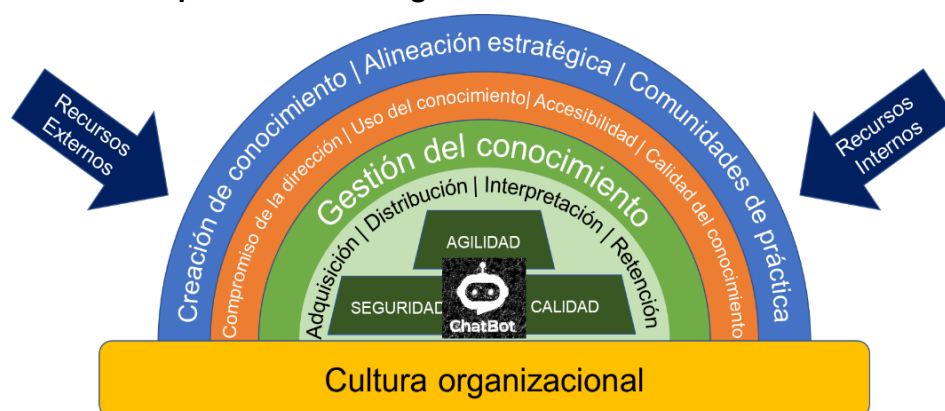 Recursos
Externos
Recursos
Internos
Creación de conocimiento | Alineación estratégica | Comunidades de práctica
Compromiso de la dirección | Uso del conocimiento| Accesibilidad | Calidad del conocimiento
Gestión del conocimiento
Adquisición | Distribución | Interpretación | Retención
AGILIDAD
SEGURIDAD
CALIDAD
ChatBot
Cultura organizacional